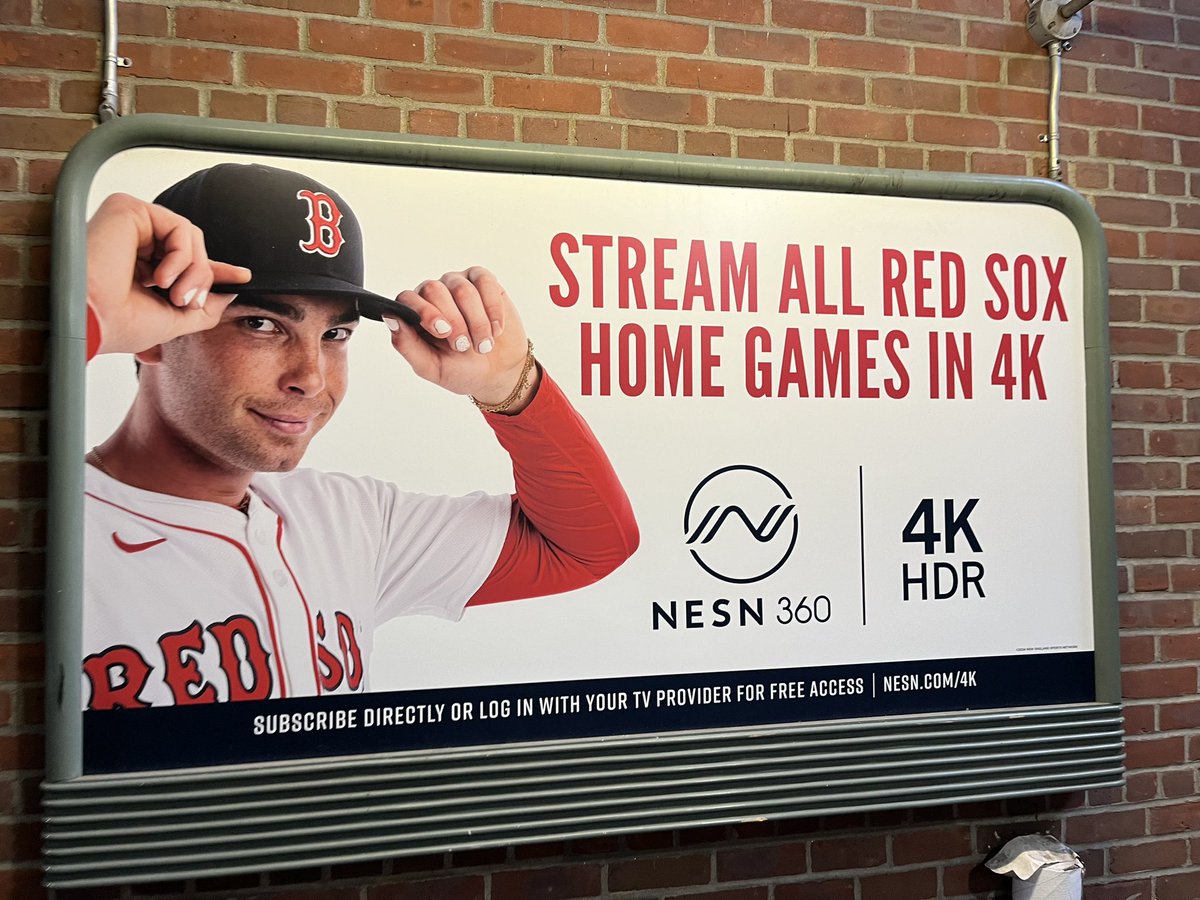 B
STREAM ALL RED SOX
HOME GAMES IN 4K
NESN 360
4K
HDR
RED SO
SUBSCRIBE DIRECTLY OR LOG IN WITH YOUR TV PROVIDER FOR FREE ACCESS | NESN.COM/4K